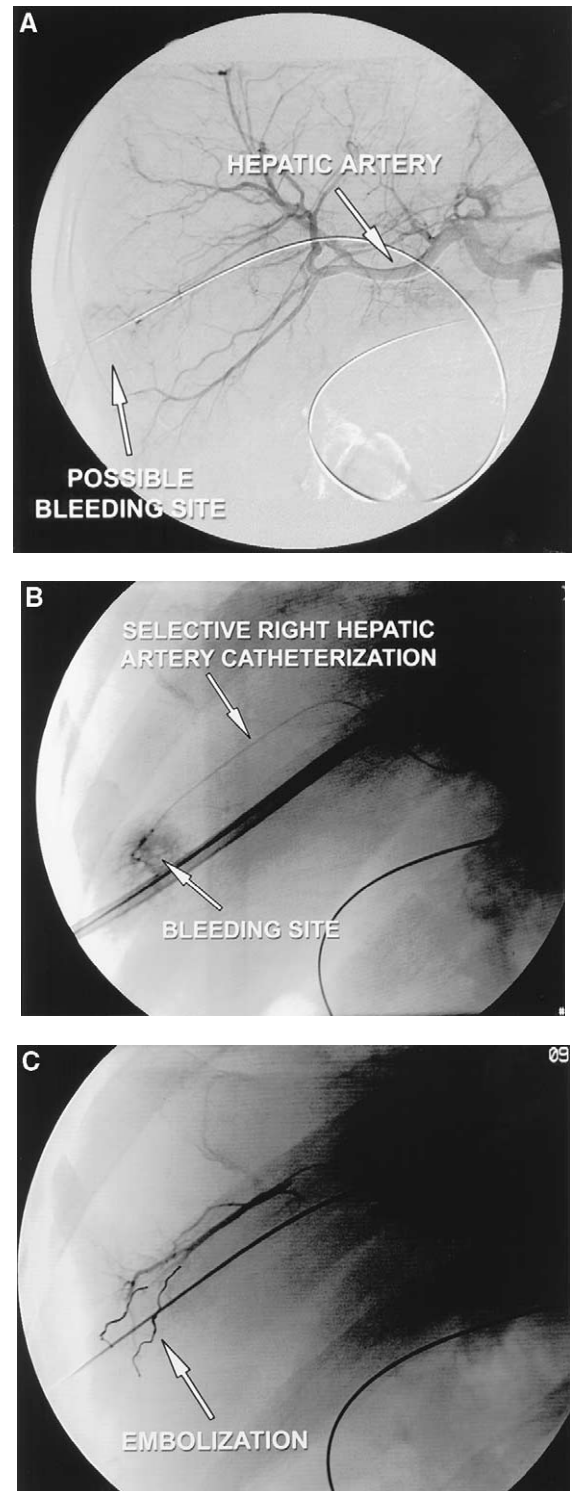 A
HEPATIC ARTERY
POSSIBLE
BLEEDING SITE
B
SELECTIVE RIGHT HEPATIC
ARTERY CATHETERIZATION
BLEEDING SITE
#
C
09
EMBOLIZATION